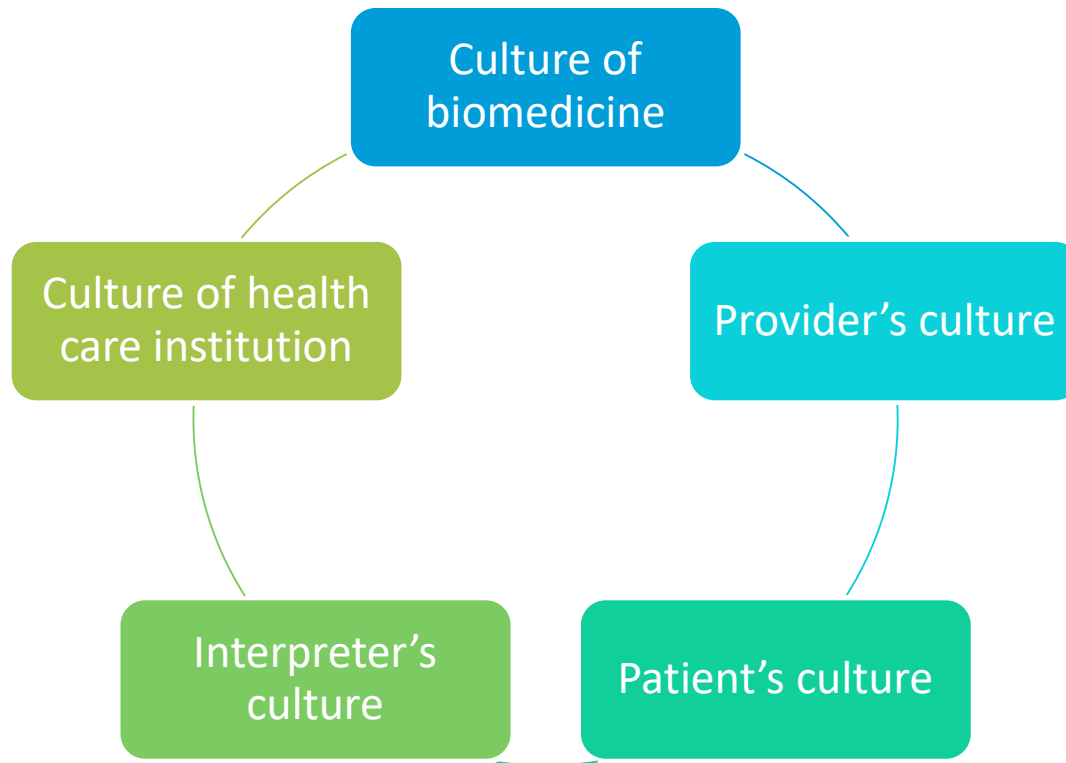 Culture of
biomedicine
Provider’s culture
Patient’s culture
Interpreter’s
culture
Culture of health
care institution